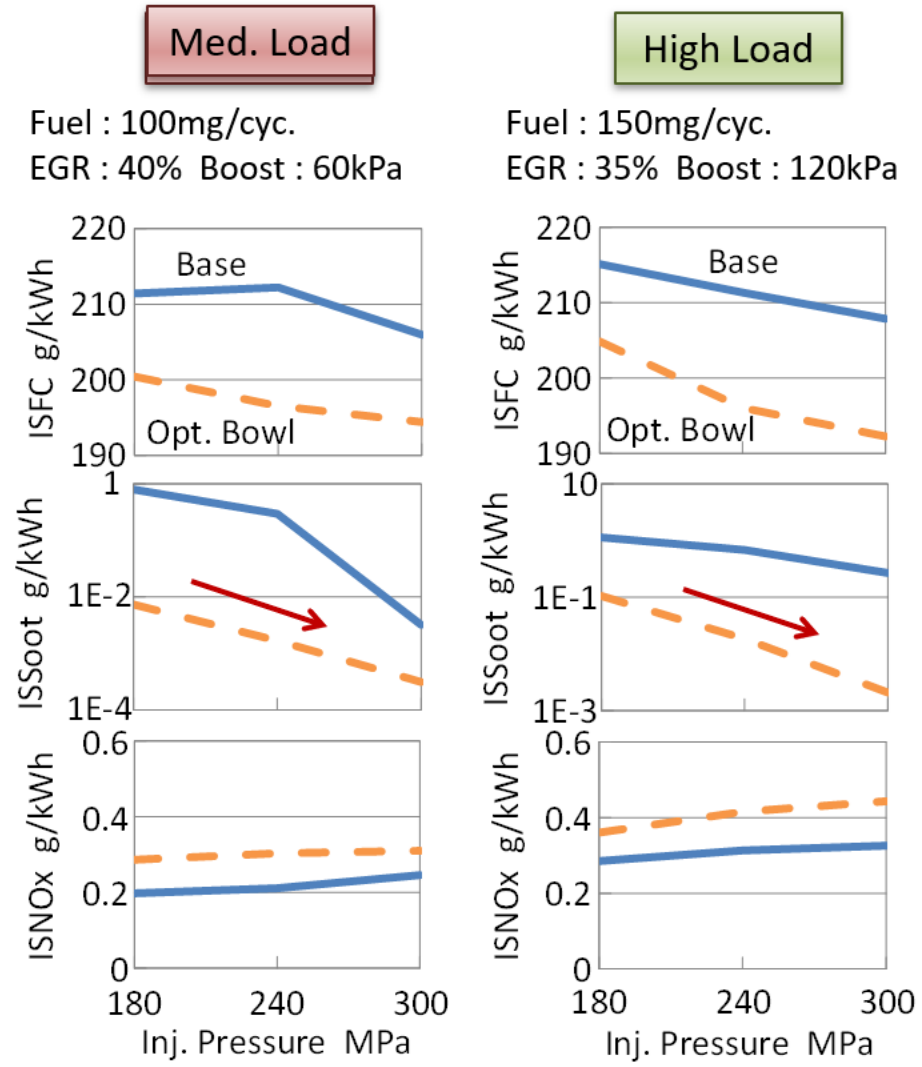 Med. Load
Fuel : 100mg/cyc.
EGR : 40% Boost : 60kPa
220
210
200
190
ISFC g/kWh
Base
Opt. Bowl
1
1E-2
1E-4
ISSoot g/kWh
0.6
0.4
0.2
0
ISNOx g/kWh
180 240 300
Inj. Pressure MPa
High Load
Fuel : 150mg/cyc.
EGR : 35% Boost : 120kPa
220
210
200
190
ISFC g/kWh
Base
Opt. Bowl
10
1E-1
1E-3
ISSoot g/kWh
0.6
0.4
0.2
0
ISNOx g/kWh
180 240 300
Inj. Pressure MPa